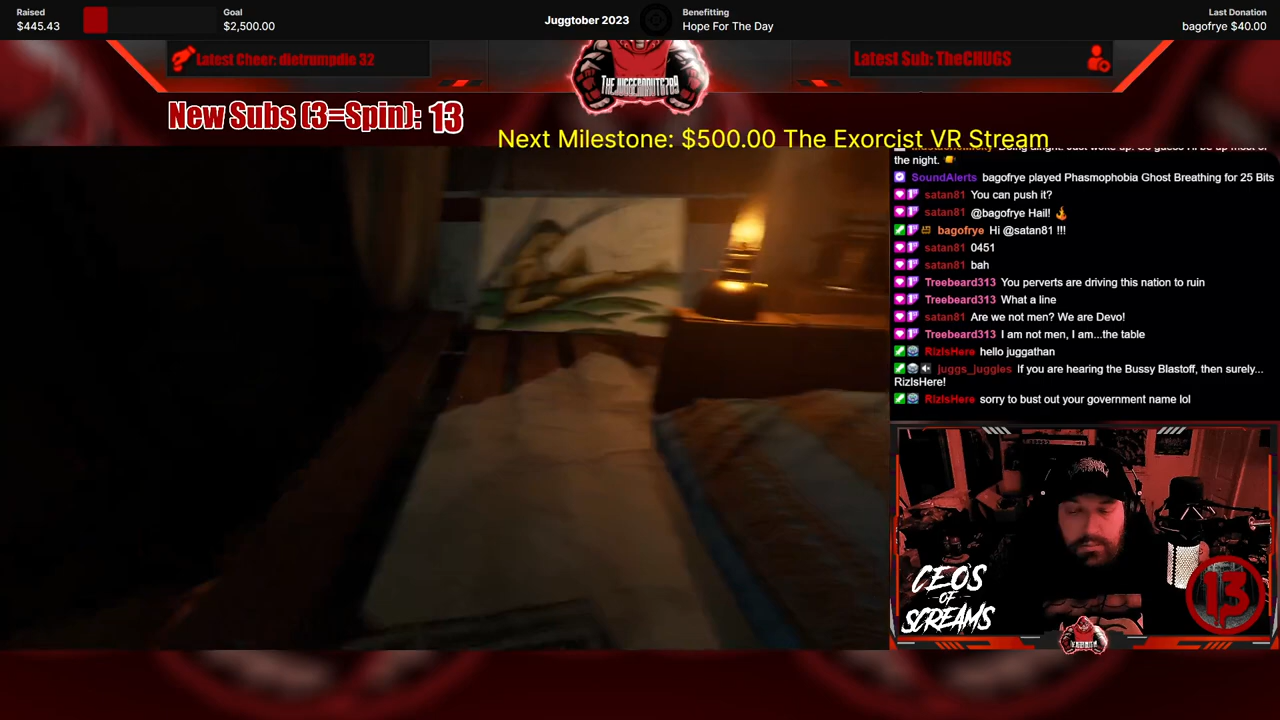 Raised
$445.43
Goal
$2,500.00
Juggtober 2023
Benefitting
Hope For The Day
Last Donation
bagofrye $40.00
Latest Cheer: dietrumpdie 32
THEJUGGERNAUT6789
Latest Sub: TheCHUGS
New Subs (3=Spin): 13
Next Milestone: $500.00 The Exorcist VR Stream
the night.
SoundAlerts bagofrye played Phasmophobia Ghost Breathing for 25 Bits
satan81 You can push it?
satan81 @bagofrye Hail!
bagofrye Hi @satan81 !!!
satan81 0451
satan81 bah
Treebeard313 You perverts are driving this nation to ruin
Treebeard313 What a line
satan81 Are we not men? We are Devo!
Treebeard313 I am not men, I am...the table
RizIsHere hello juggathan
juggs_juggles If you are hearing the Bussy Blastoff, then surely...
RizIsHere!
RizIsHere sorry to bust out your government name lol
CEOS
OF
SCREAMS
13